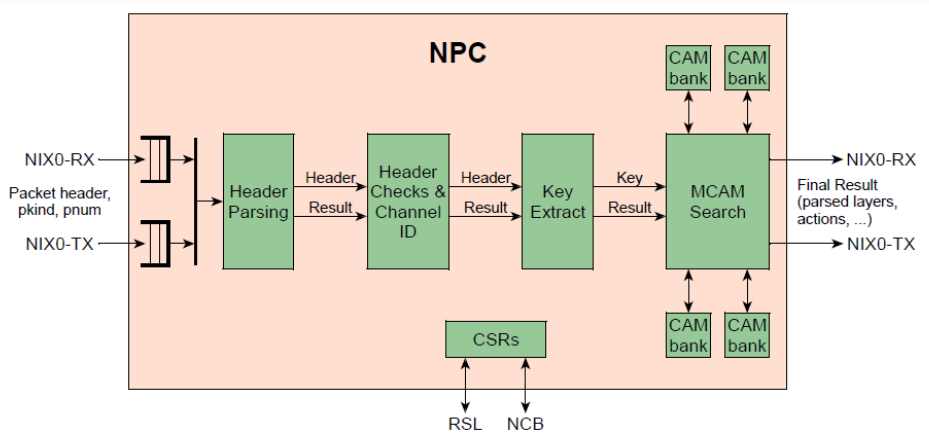 NPC
CAM
bank
CAM
bank
NIX0-RX
Packet header,
pkind, pnum
NIX0-TX
Header
Parsing
Header
Result
Header
Checks &
Channel
ID
Header
Result
Key
Extract
Key
Result
MCAM
Search
NIX0-RX
Final Result
(parsed layers,
actions, ...)
NIX0-TX
CAM
bank
CAM
bank
CSRs
RSL
NCB